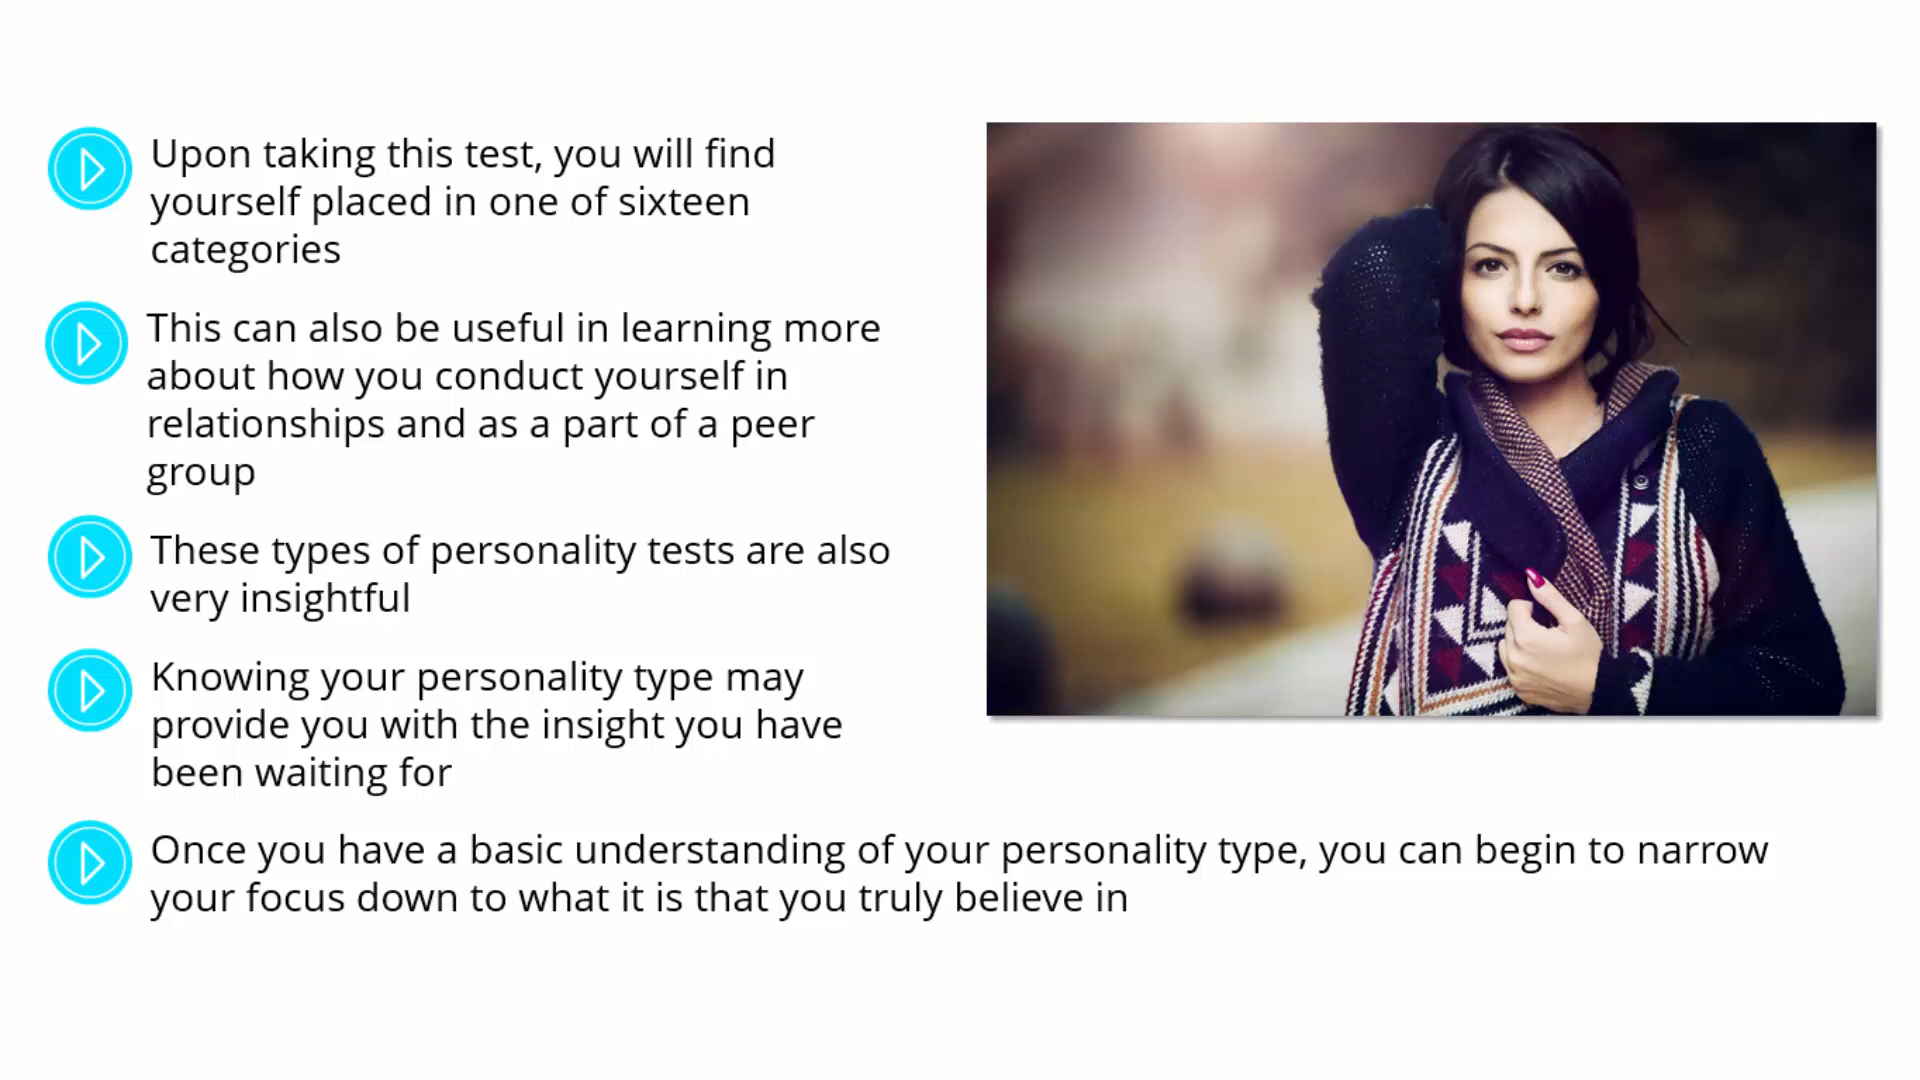 Upon taking this test, you will find
yourself placed in one of sixteen
categories
This can also be useful in learning more
about how you conduct yourself in
relationships and as a part of a peer
group
These types of personality tests are also
very insightful
Knowing your personality type may
provide you with the insight you have
been waiting for
Once you have a basic understanding of your personality type, you can begin to narrow
your focus down to what it is that you truly believe in